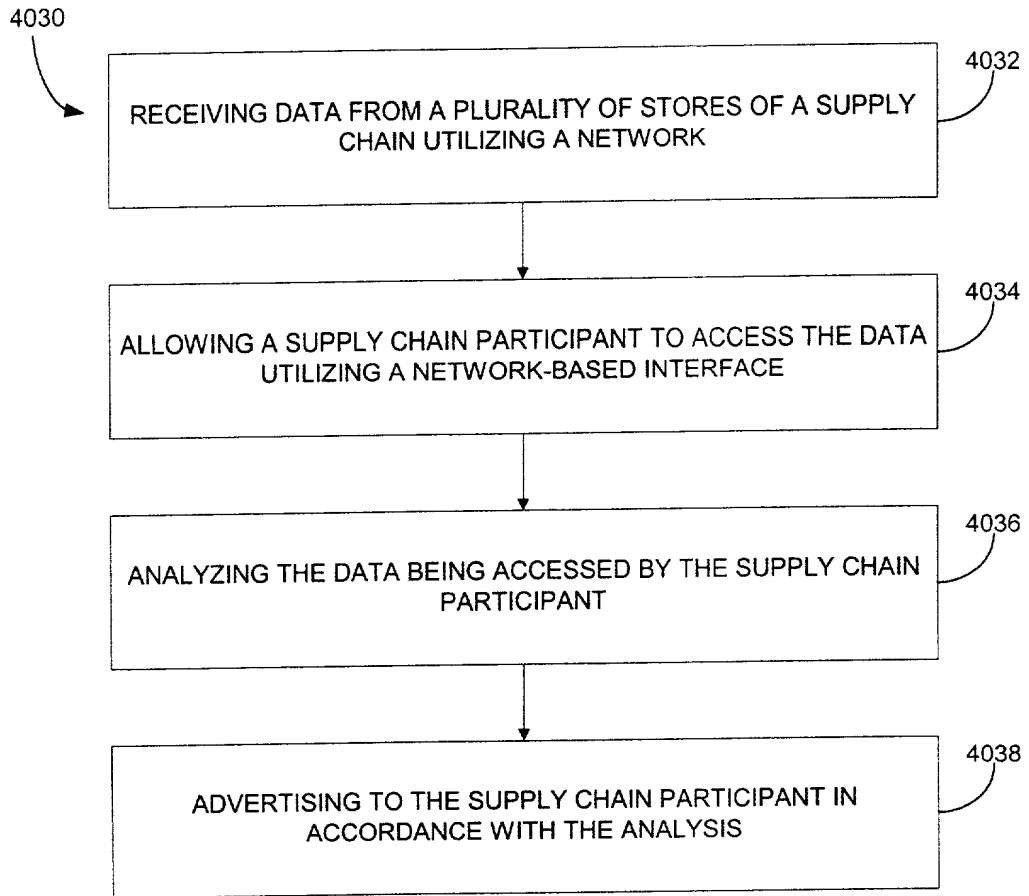 4030
4032
RECEIVING DATA FROM A PLURALITY OF STORES OF A SUPPLY
CHAIN UTILIZING A NETWORK
4034
ALLOWING A SUPPLY CHAIN PARTICIPANT TO ACCESS THE DATA
UTILIZING A NETWORK-BASED INTERFACE
4036
ANALYZING THE DATA BEING ACCESSED BY THE SUPPLY CHAIN
PARTICIPANT
4038
ADVERTISING TO THE SUPPLY CHAIN PARTICIPANT IN
ACCORDANCE WITH THE ANALYSIS